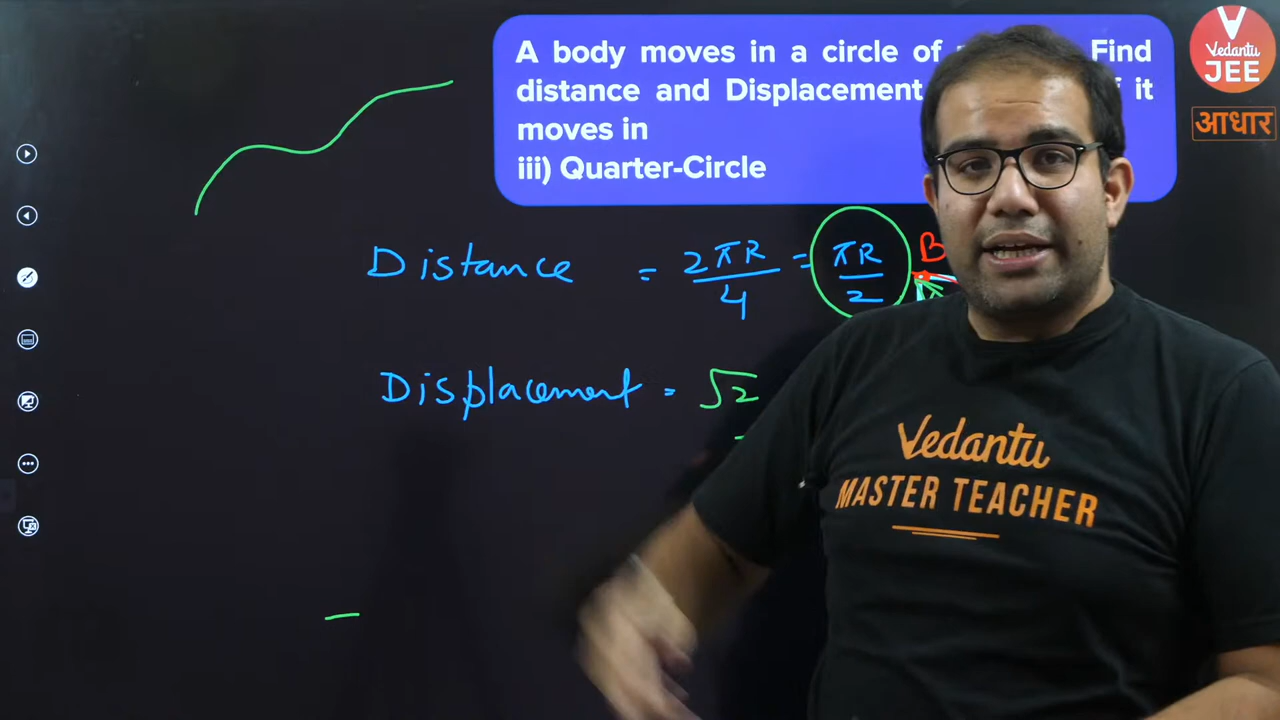 A body moves in a circle of Find
distance and Displacement it
moves in
iii) Quarter-Circle
Vedantu
JEE
आधार
Distance = 2πR/4 = πR/2
B
Displacement = √2
Vedantu
MASTER TEACHER